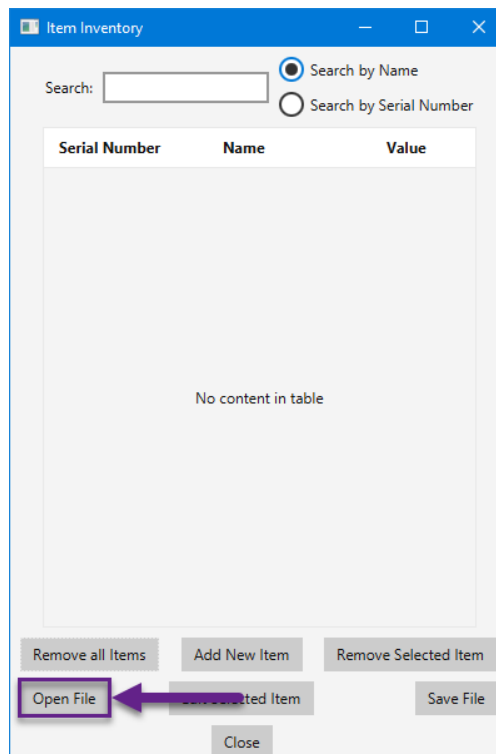 Item Inventory
Search by Name
Search:
Search by Serial Number
Serial Number Name Value
No content in table
Remove all Items Add New Item Remove Selected Item
Open File Selected Item Save File
Close